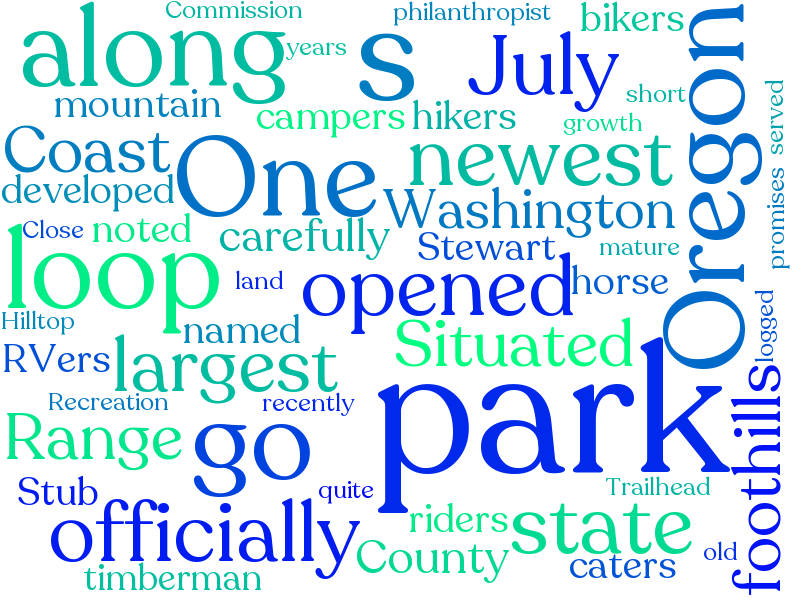 Commission
philanthropist
bikers
along
years
s
July
Oregon
mountain
campers
hikers
short
growth
served
Coast
One
newest
developed
Washington
promises
Close
noted
carefully
Stewart
mature
loop
land
opened
horse
Hilltop
named
Situated
logged
RVers
largest
park
foothills
Recreation
recently
Range
go
Stub
quite
Trailhead
officially
riders
state
County
old
caters
timberman